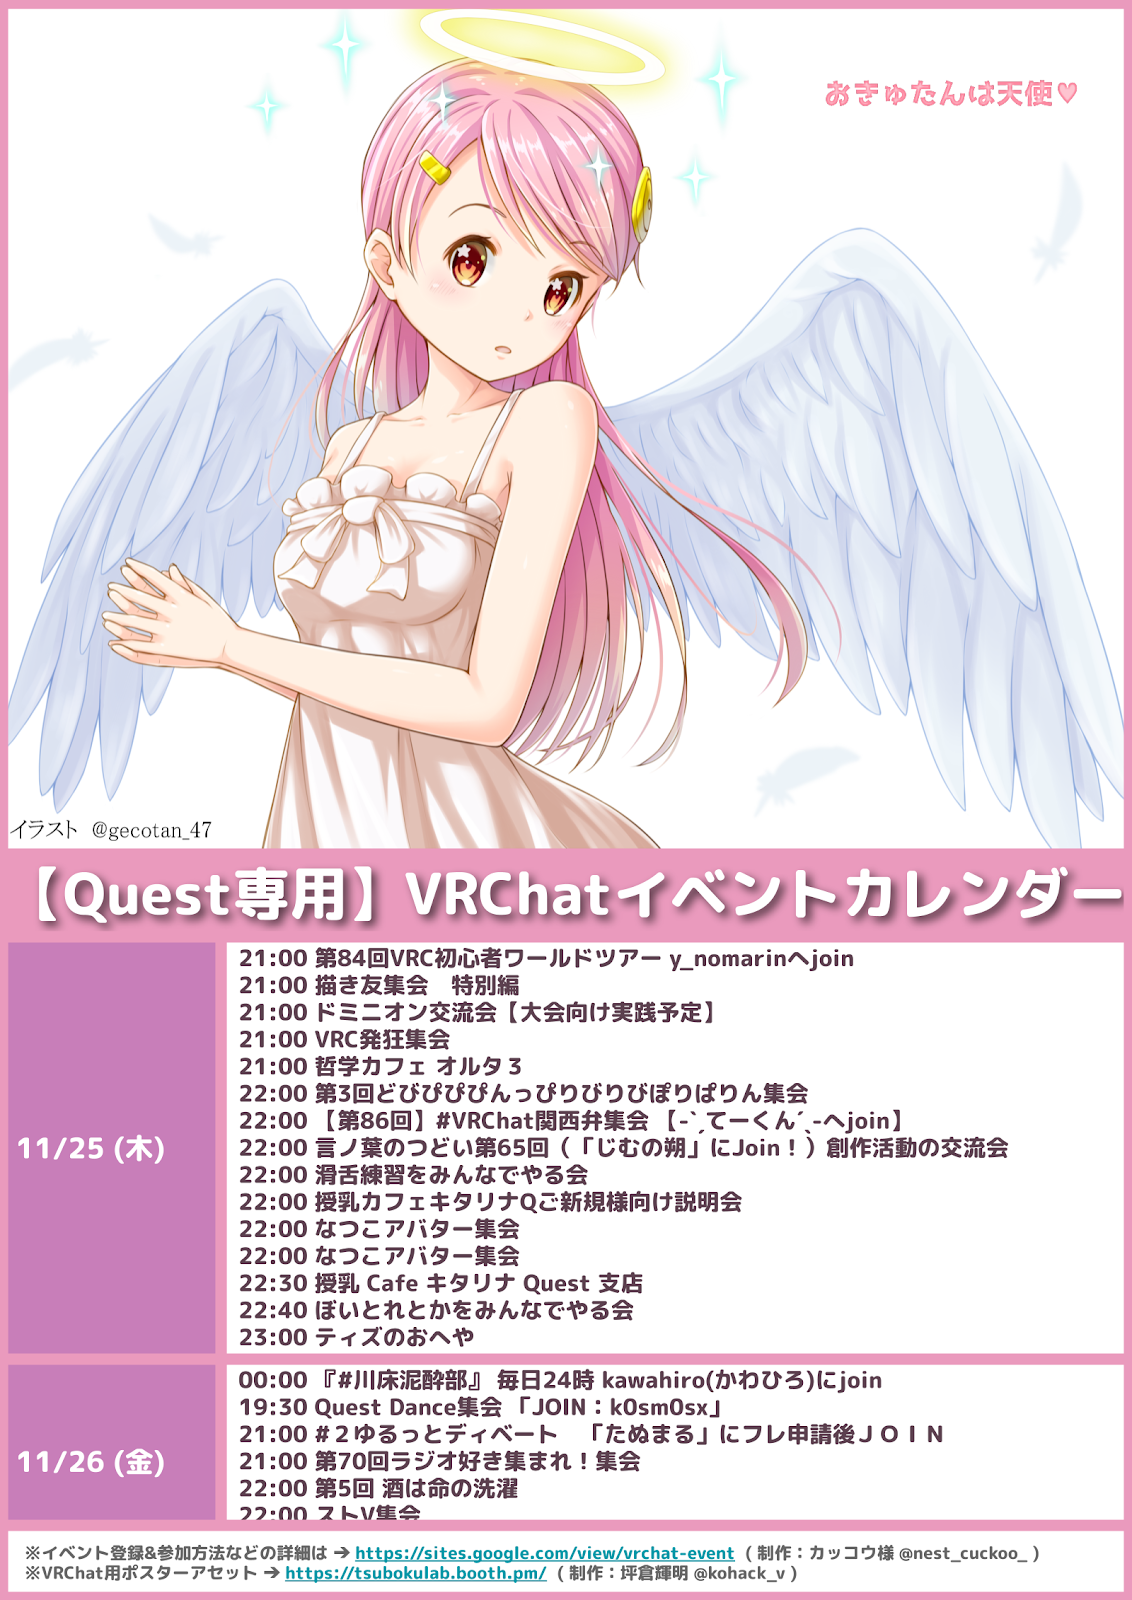 おきゅたんは天使♥
イラスト @gecotan_47
【Quest専用】VRChatイベントカレンダー
11/25 (木)
21:00 第84回VRC初心者ワールドツアー y_nomarinへjoin
21:00 描き友集会　特別編
21:00 ドミニオン交流会【大会向け実践予定】
21:00 VRC発狂集会
21:00 哲学カフェ オルタ３
22:00 第3回どびぴぴぴんっぴりびりびぽりぱりん集会
22:00 【第86回】#VRChat関西弁集会 【-ˋˏてーくんˊˎ-へjoin】
22:00 言ノ葉のつどい第65回（「じむの朔」にJoin！）創作活動の交流会
22:00 滑舌練習をみんなでやる会
22:00 授乳カフェキタリナQご新規様向け説明会
22:00 なつこアバター集会
22:00 なつこアバター集会
22:30 授乳 Cafe キタリナ Quest 支店
22:40 ぼいとれとかをみんなでやる会
23:00 ティズのおへや
11/26 (金)
00:00 『#川床泥酔部』 毎日24時 kawahiro(かわひろ)にjoin
19:30 Quest Dance集会 「JOIN：k0sm0sx」
21:00 #２ゆるっとディベート　「たぬまる」にフレ申請後ＪＯＩＮ
21:00 第70回ラジオ好き集まれ！集会
22:00 第5回 酒は命の洗濯
22:00 ストV集会
※イベント登録&参加方法などの詳細は → https://sites.google.com/view/vrchat-event ( 制作：カッコウ様 @nest_cuckoo_ )
※VRChat用ポスターアセット → https://tsubokulab.booth.pm/ ( 制作：坪倉輝明 @kohack_v )